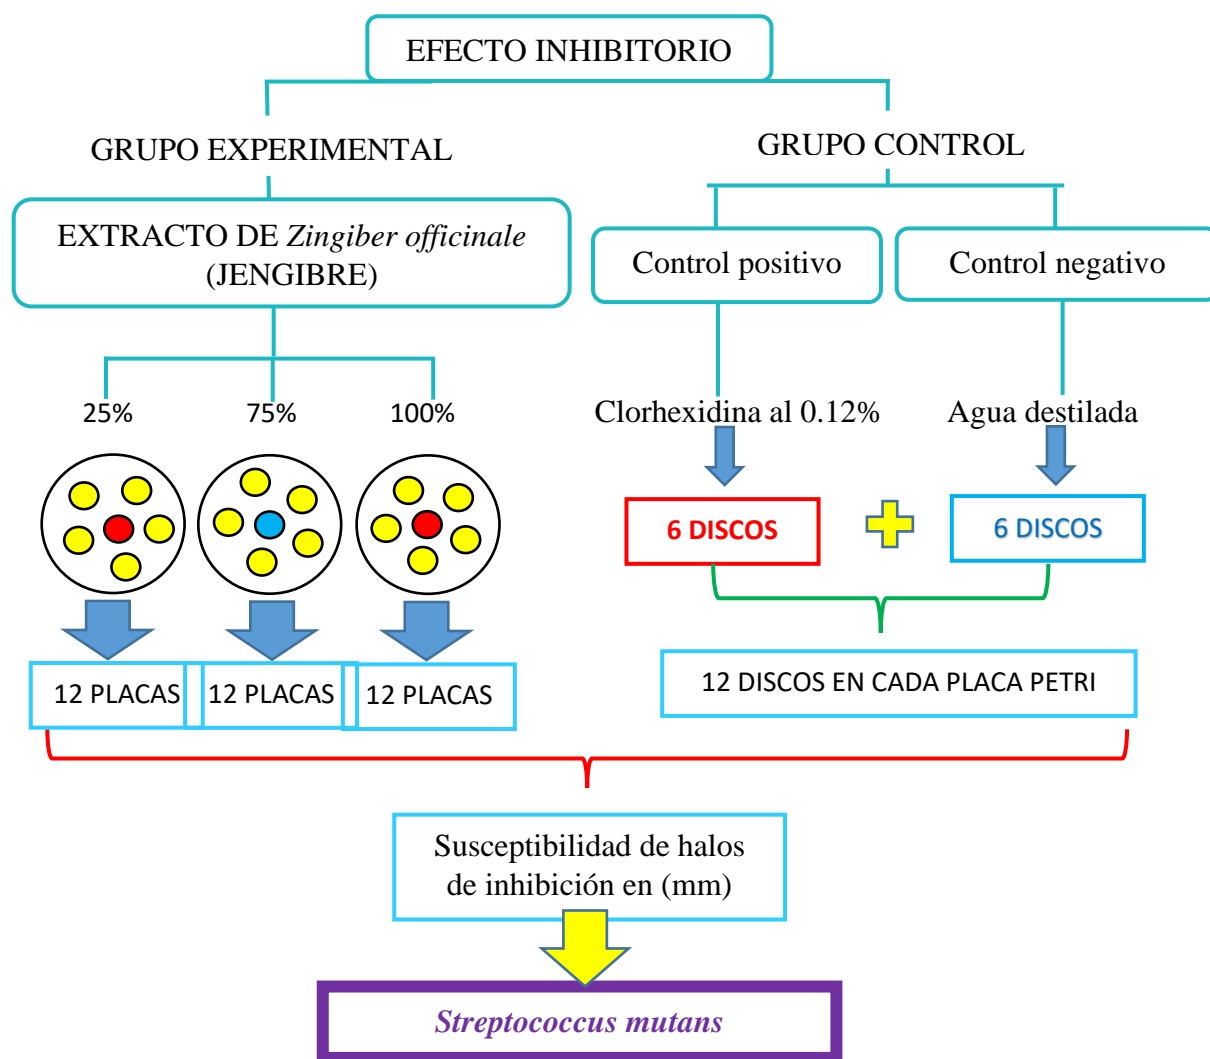 EFECTO INHIBITORIO
GRUPO EXPERIMENTAL
GRUPO CONTROL
EXTRACTO DE Zingiber officinale
(JENGIBRE)
Control positivo
Control negativo
25%
75%
100%
Clorhexidina al 0.12%
Agua destilada
6 DISCOS
6 DISCOS
12 PLACAS
12 PLACAS
12 PLACAS
12 DISCOS EN CADA PLACA PETRI
Susceptibilidad de halos
de inhibición en (mm)
Streptococcus mutans